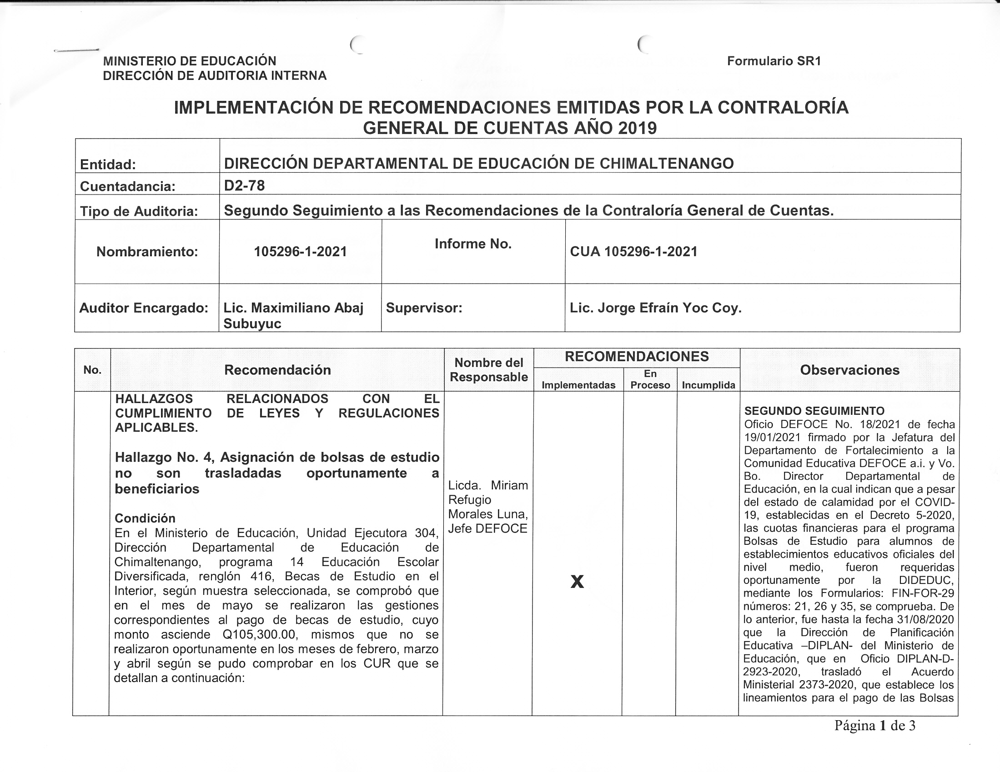 MINISTERIO DE EDUCACIÓN
DIRECCIÓN DE AUDITORIA INTERNA
Formulario SR1
IMPLEMENTACIÓN DE RECOMENDACIONES EMITIDAS POR LA CONTRALORÍA
GENERAL DE CUENTAS AÑO 2019
Entidad: DIRECCIÓN DEPARTAMENTAL DE EDUCACIÓN DE CHIMALTENANGO
Cuentadancia: D2-78
Tipo de Auditoria: Segundo Seguimiento a las Recomendaciones de la Contraloría General de Cuentas.
Nombramiento: 105296-1-2021 Informe No. CUA 105296-1-2021
Auditor Encargado: Lic. Maximiliano Abaj Supervisor: Lic. Jorge Efraín Yoc Coy.
Subuyuc
No.
Recomendación
Nombre del
Responsable
RECOMENDACIONES
Implementadas
En
Proceso
Incumplida
Observaciones
HALLAZGOS RELACIONADOS CON EL
CUMPLIMIENTO DE LEYES Y REGULACIONES
APLICABLES.
Hallazgo No. 4, Asignación de bolsas de estudio
no son trasladadas oportunamente a
beneficiarios
Condición
En el Ministerio de Educación, Unidad Ejecutora 304,
Dirección Departamental de Educación de
Chimaltenango, programa 14 Educación Escolar
Diversificada, renglón 416, Becas de Estudio en el
Interior, según muestra seleccionada, se comprobó que
en el mes de mayo se realizaron las gestiones
correspondientes al pago de becas de estudio, cuyo
monto asciende Q105,300.00, mismos que no se
realizaron oportunamente en los meses de febrero, marzo
y abril según se pudo comprobar en los CUR que se
detallan a continuación:
Licda. Miriam
Refugio
Morales Luna,
Jefe DEFOCE
X
SEGUNDO SEGUIMIENTO
Oficio DEFOCE No. 18/2021 de fecha
19/01/2021 firmado por la Jefatura del
Departamento de Fortalecimiento a la
Comunidad Educativa DEFOCE a.i. y Vo.
Bo. Director Departamental de
Educación, en la cual indican que a pesar
del estado de calamidad por el COVID-
19, establecidas en el Decreto 5-2020,
las cuotas financieras para el programa
Bolsas de Estudio para alumnos de
establecimientos educativos oficiales del
nivel medio, fueron requeridas
oportunamente por la DIDEDUC,
mediante los Formularios: FIN-FOR-29
números: 21, 26 y 35, se comprueba. De
lo anterior, fue hasta la fecha 31/08/2020
que la Dirección de Planificación
Educativa –DIPLAN- del Ministerio de
Educación, que en Oficio DIPLAN-D-
2923-2020, trasladó el Acuerdo
Ministerial 2373-2020, que establece los
lineamientos para el pago de las Bolsas
Página 1 de 3